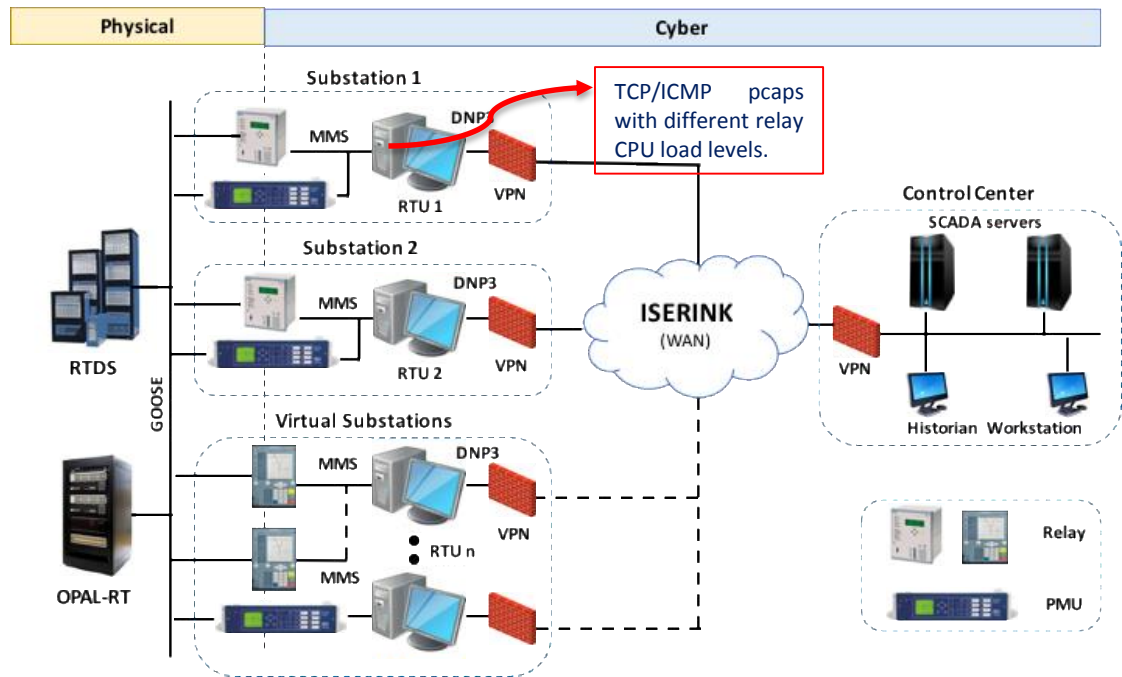 Physical
Cyber
Substation 1
TCP/ICMP pcaps
with different relay
CPU load levels.
MMS
DNP3
RTU 1
VPN
Substation 2
MMS
DNP3
RTU 2
VPN
RTDS
GOOSE
OPAL-RT
Virtual Substations
MMS
DNP3
RTU n
VPN
MMS
ISERINK
(WAN)
Control Center
SCADA servers
VPN
Historian Workstation
Relay
PMU